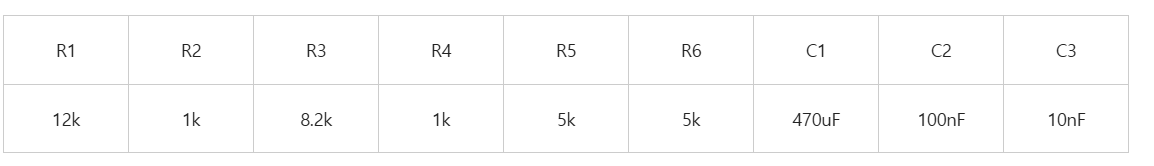 R1 R2 R3 R4 R5 R6 C1 C2 C3
12k 1k 8.2k 1k 5k 5k 470uF 100nF 10nF